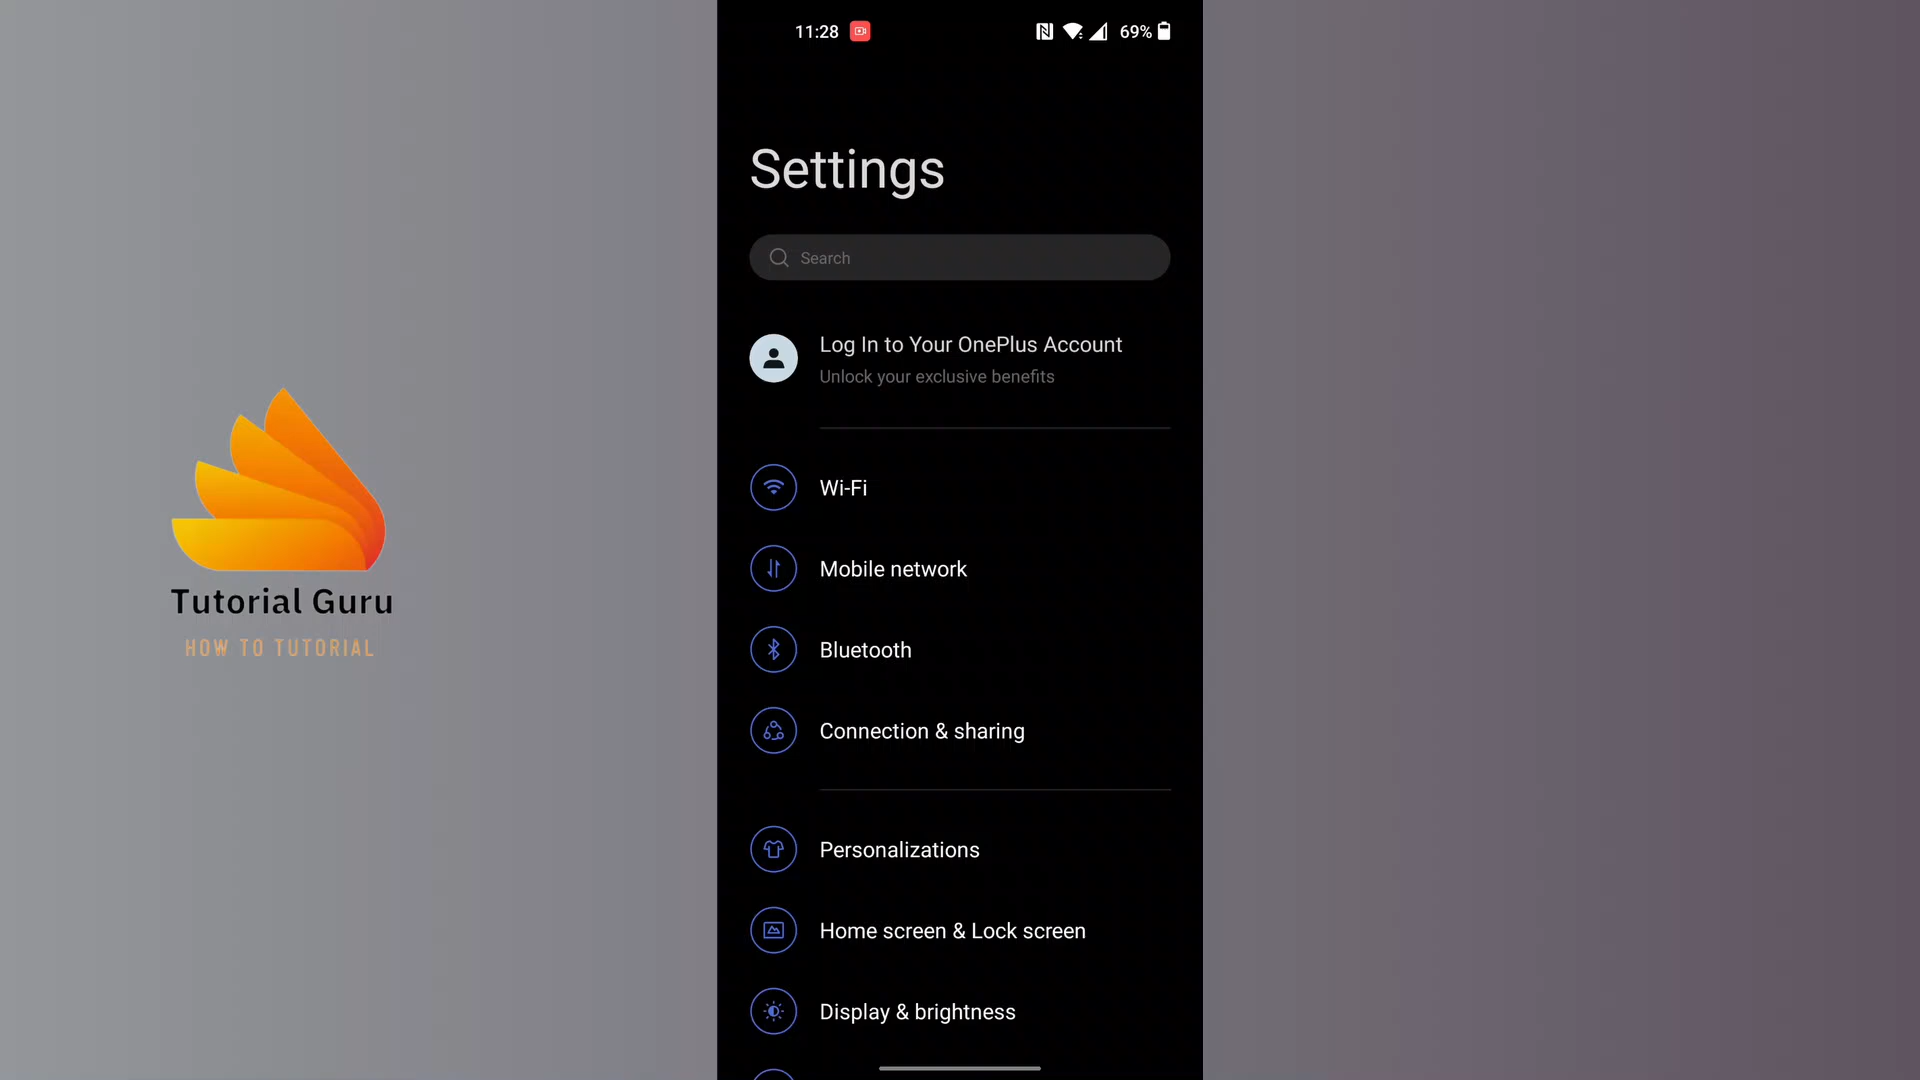 11:28
69%
Settings
Search
Log In to Your OnePlus Account
Unlock your exclusive benefits
Wi-Fi
Mobile network
Bluetooth
Connection & sharing
Personalizations
Home screen & Lock screen
Display & brightness
Tutorial Guru
HOW TO TUTORIAL